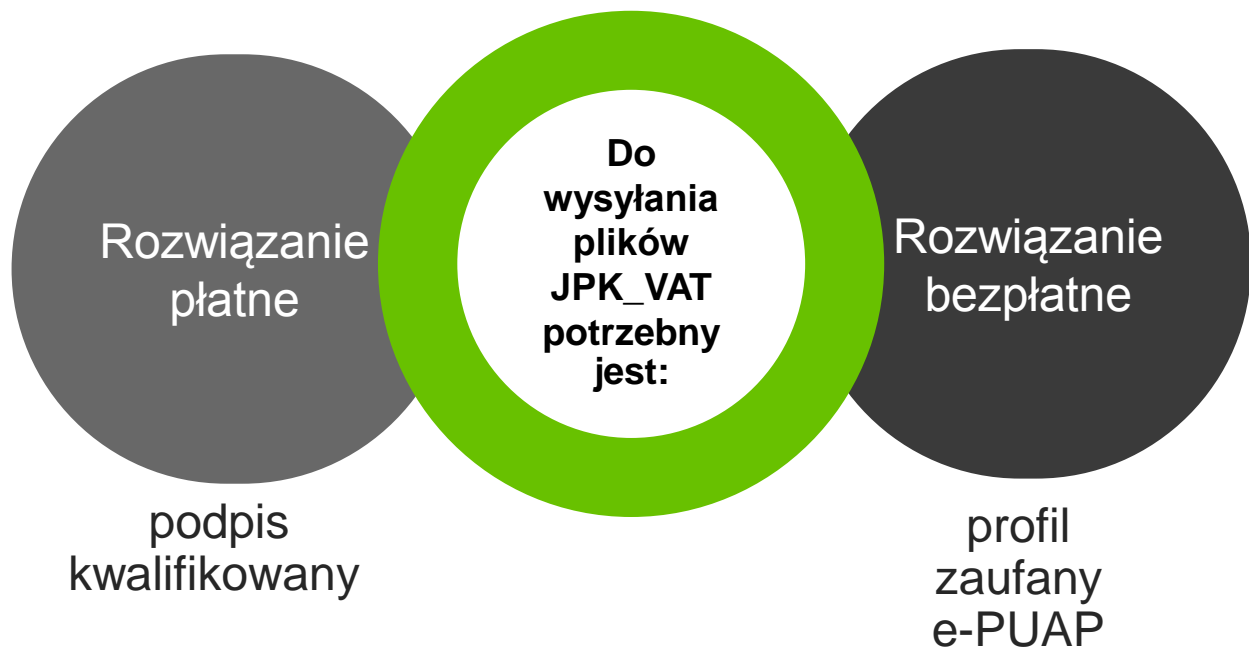 Rozwiązanie
płatne
Do
wysyłania
plików
JPK_VAT
potrzebny
jest:
Rozwiązanie
bezpłatne
podpis
kwalifikowany
profil
zaufany
e-PUAP